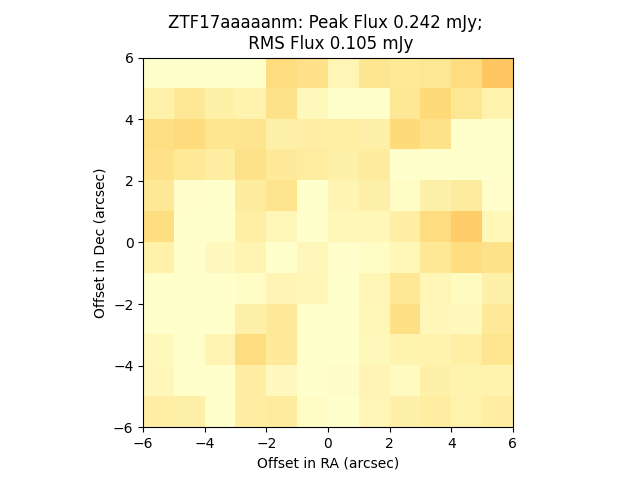 ZTF17aaaaanm: Peak Flux 0.242 mJy;
RMS Flux 0.105 mJy
6
4
2
0
−2
−4
−6
Offset in Dec (arcsec)
−6 −4 −2 0 2 4 6
Offset in RA (arcsec)